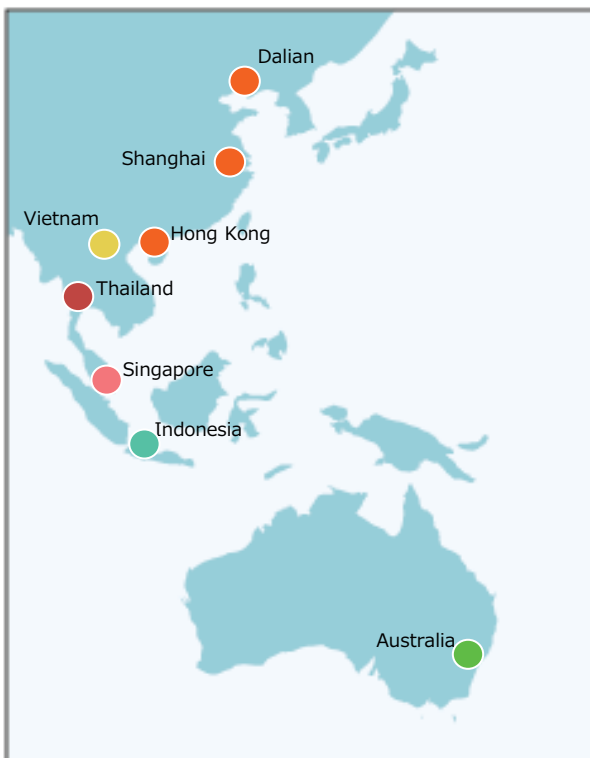 Dalian
Shanghai
Vietnam
Hong Kong
Thailand
Singapore
Indonesia
Australia